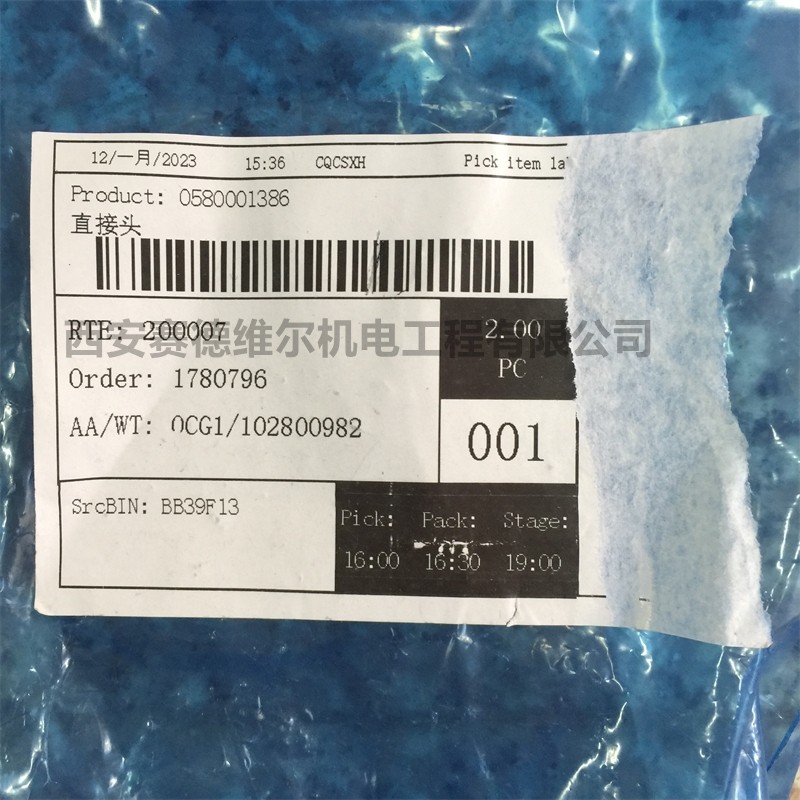 12/一月/2023 15:36 CQCSXH Pick item
Product: 0580001386
直接头
RTE: 200007
2.00
PC
西安赛德维尔机电工程有限公司
Order: 1780796
AA/WT: 0CG1/102800982
001
SrcBIN: BB39F13
Pick: Pack: Stage:
16:00 16:30 19:00